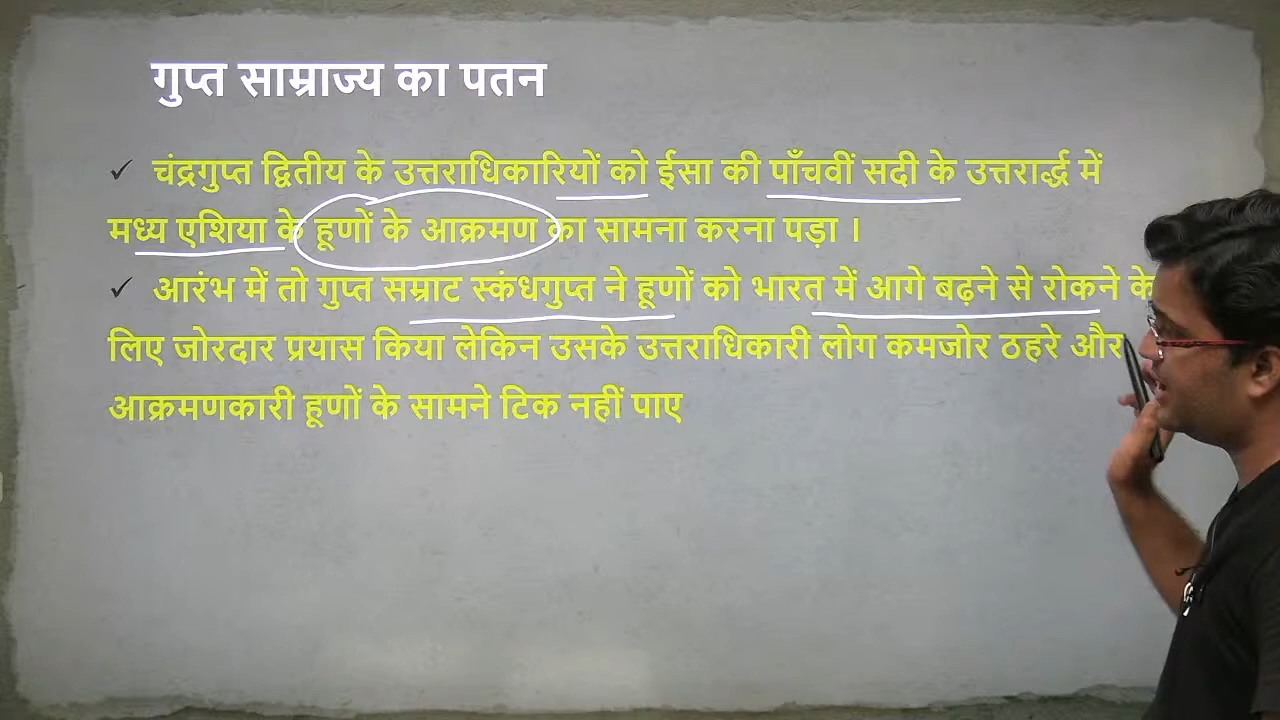 गुप्त साम्राज्य का पतन
✓ चंद्रगुप्त द्वितीय के उत्तराधिकारियों को ईसा की पाँचवीं सदी के उत्तरार्द्ध में
मध्य एशिया के हूणों के आक्रमण का सामना करना पड़ा ।
✓ आरंभ में तो गुप्त सम्राट स्कंधगुप्त ने हूणों को भारत में आगे बढ़ने से रोकने के
लिए जोरदार प्रयास किया लेकिन उसके उत्तराधिकारी लोग कमजोर ठहरे और
आक्रमणकारी हूणों के सामने टिक नहीं पाए